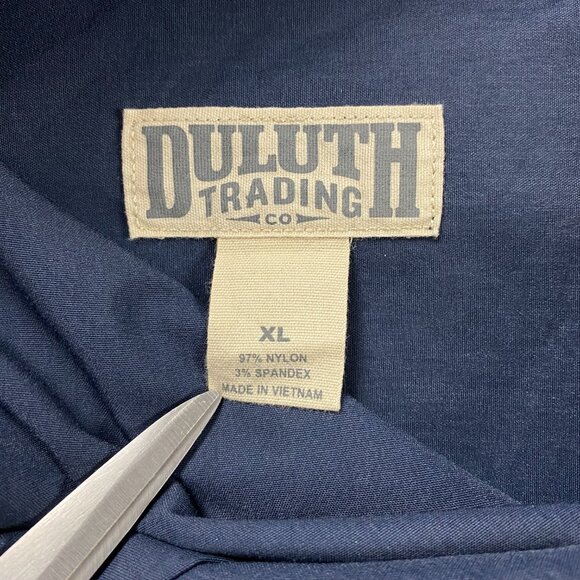 DULUTH
TRADING
CO
XL
97% NYLON
3% SPANDEX
MADE IN VIETNAM